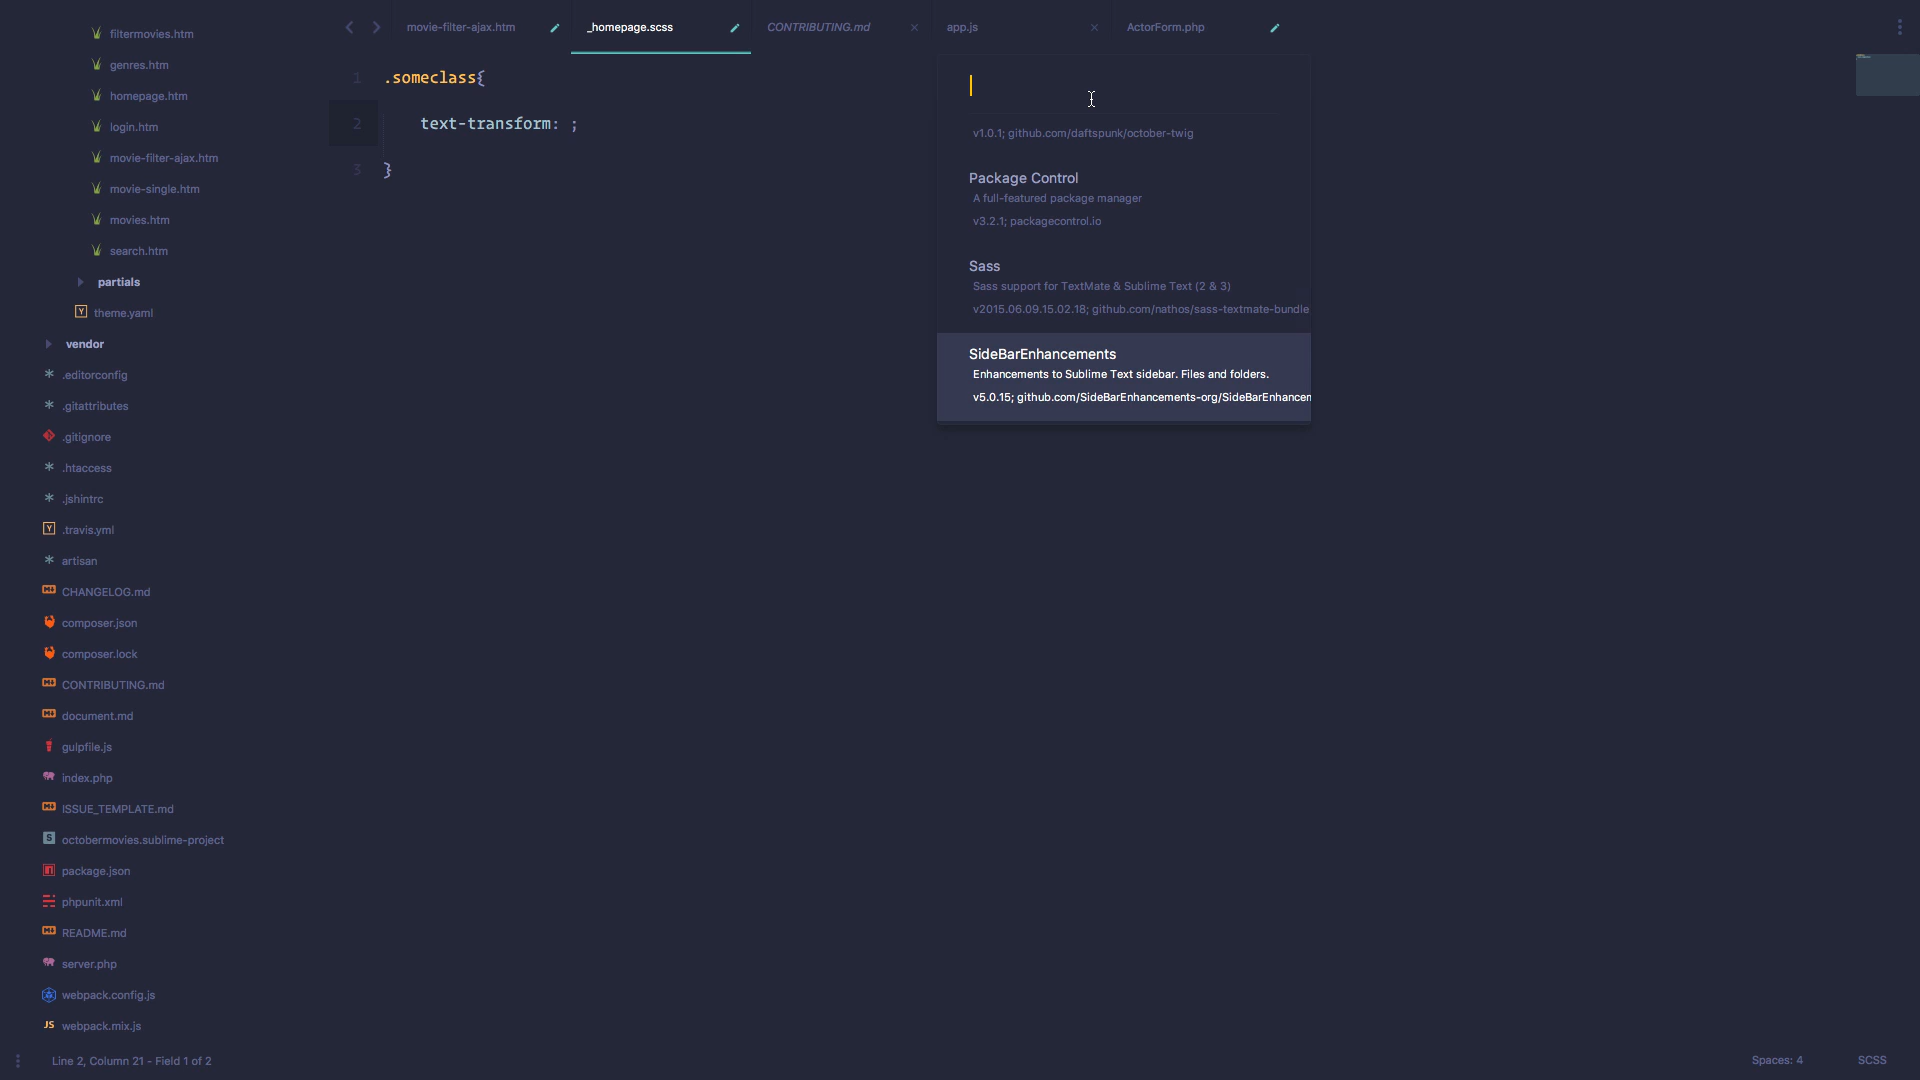 filtermovies.htm
genres.htm
homepage.htm
login.htm
movie-filter-ajax.htm
movie-single.htm
movies.htm
search.htm
partials
theme.yaml
vendor
.editorconfig
.gitattributes
.gitignore
.htaccess
.jshintrc
.travis.yml
artisan
CHANGELOG.md
composer.json
composer.lock
CONTRIBUTING.md
document.md
gulpfile.js
index.php
ISSUE_TEMPLATE.md
octobermovies.sublime-project
package.json
phpunit.xml
README.md
server.php
webpack.config.js
JS webpack.mix.js
movie-filter-ajax.htm
_homepage.scss
CONTRIBUTING.md
app.js
ActorForm.php
1 .someclass{
2 text-transform: ;
3 }
v1.0.1; github.com/daftspunk/october-twig
Package Control
A full-featured package manager
v3.2.1; packagecontrol.io
Sass
Sass support for TextMate & Sublime Text (2 & 3)
v2015.06.09.15.02.18; github.com/nathos/sass-textmate-bundle
SideBarEnhancements
Enhancements to Sublime Text sidebar. Files and folders.
v5.0.15; github.com/SideBarEnhancements-org/SideBarEnhancem
Line 2, Column 21 - Field 1 of 2
Spaces: 4
SCSS